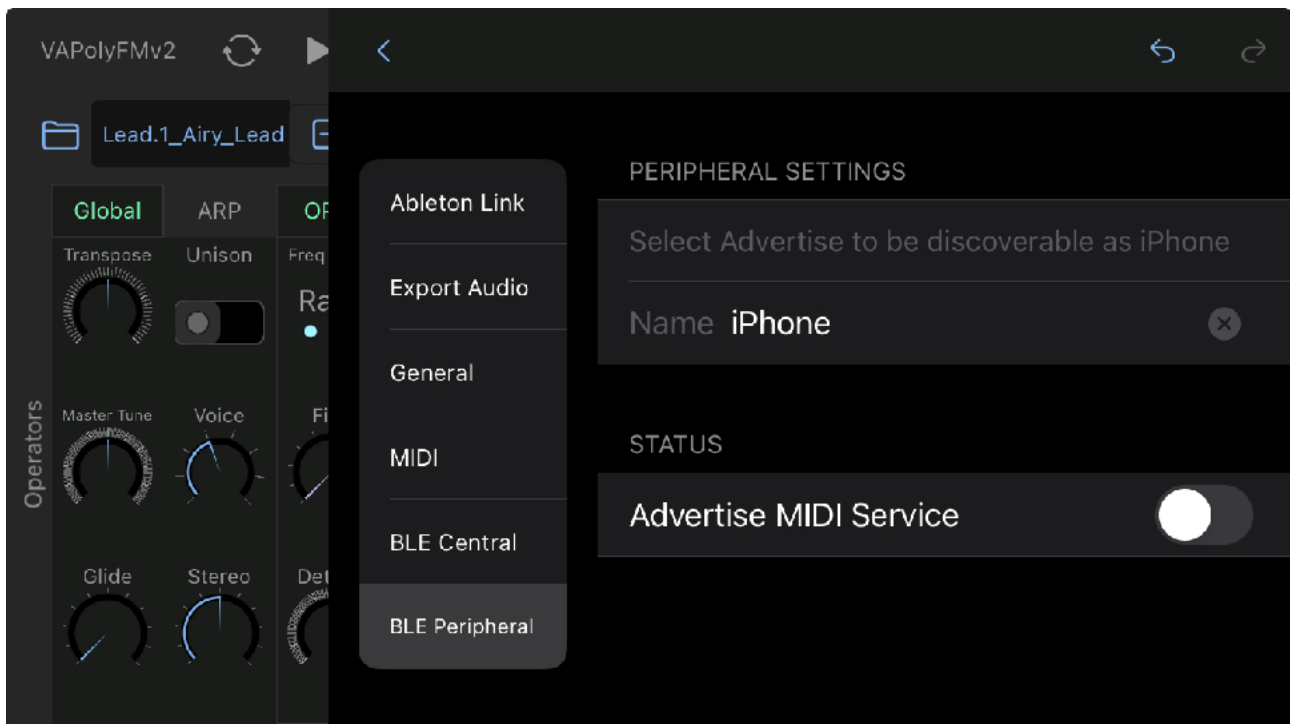 VAPolyFMv2
Lead.1_Airy_Lead
Global
ARP
Transpose
Unison
Freq
Master Tune
Voice
Operators
Glide
Stereo
Ableton Link
Export Audio
General
MIDI
BLE Central
BLE Peripheral
PERIPHERAL SETTINGS
Select Advertise to be discoverable as iPhone
Name iPhone
STATUS
Advertise MIDI Service